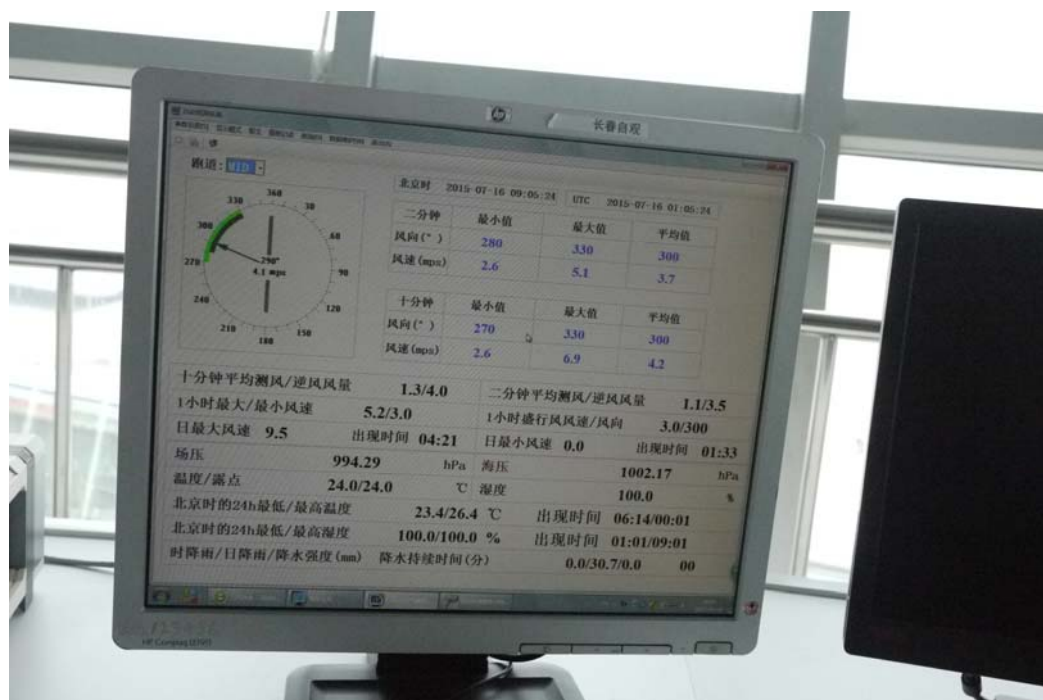 hp
长春自观
跑道: MID
北京时 2015-07-16 09:05:24 UTC 2015-07-16 01:05:24
360
30
60
90
120
150
180
210
240
270
300
330
290°
4.1 mps
二分钟 最小值 最大值 平均值
风向(°) 280 330 300
风速(mps) 2.6 5.1 3.7
十分钟 最小值 最大值 平均值
风向(°) 270 330 300
风速(mps) 2.6 6.9 4.2
十分钟平均测风/逆风风量 1.3/4.0 二分钟平均测风/逆风风量 1.1/3.5
1小时最大/最小风速 5.2/3.0 1小时盛行风风速/风向 3.0/300
日最大风速 9.5 出现时间 04:21 日最小风速 0.0 出现时间 01:33
场压 994.29 hPa 海压 1002.17 hPa
温度/露点 24.0/24.0 ℃ 湿度 100.0 %
北京时的24h最低/最高温度 23.4/26.4 ℃ 出现时间 06:14/00:01
北京时的24h最低/最高湿度 100.0/100.0 % 出现时间 01:01/09:01
时降雨/日降雨/降水强度(mm) 降水持续时间(分) 0.0/30.7/0.0 00
HP Compaq